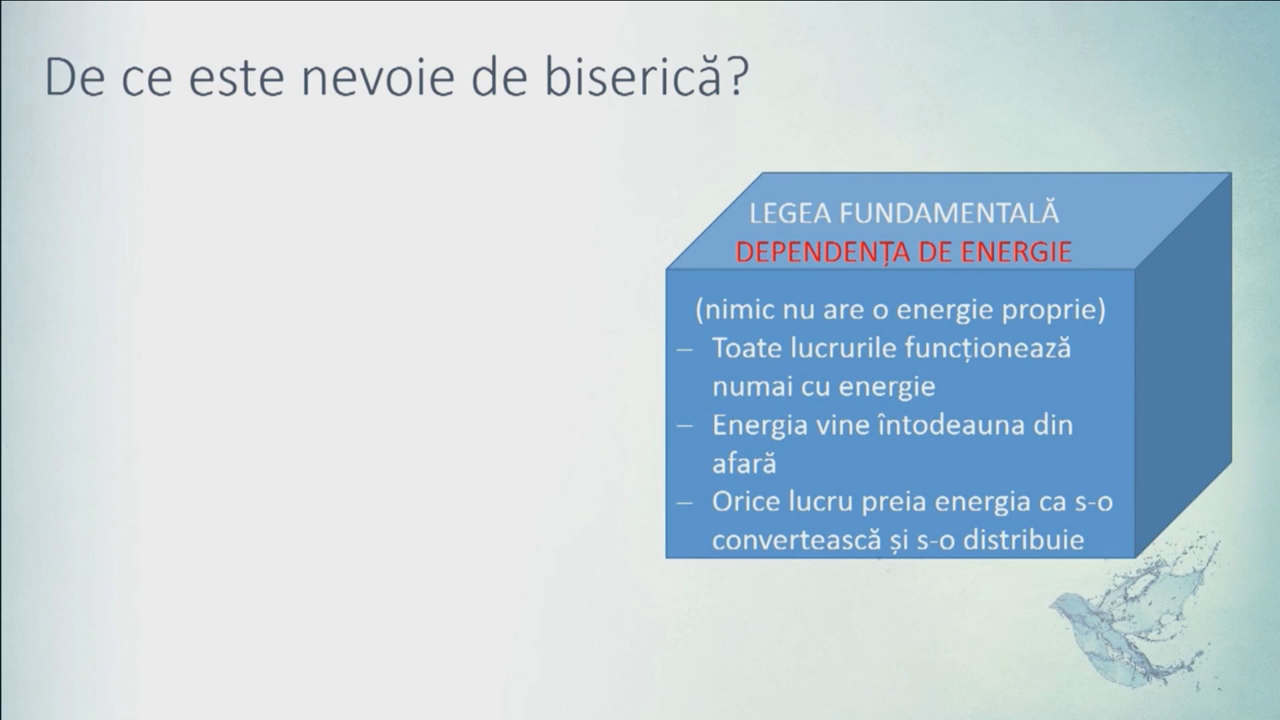 De ce este nevoie de biserică?
LEGEA FUNDAMENTALĂ
DEPENDENȚA DE ENERGIE
(nimic nu are o energie proprie)
– Toate lucrurile funcționează
numai cu energie
– Energia vine întodeauna din
afară
– Orice lucru preia energia ca s-o
convertească și s-o distribuie